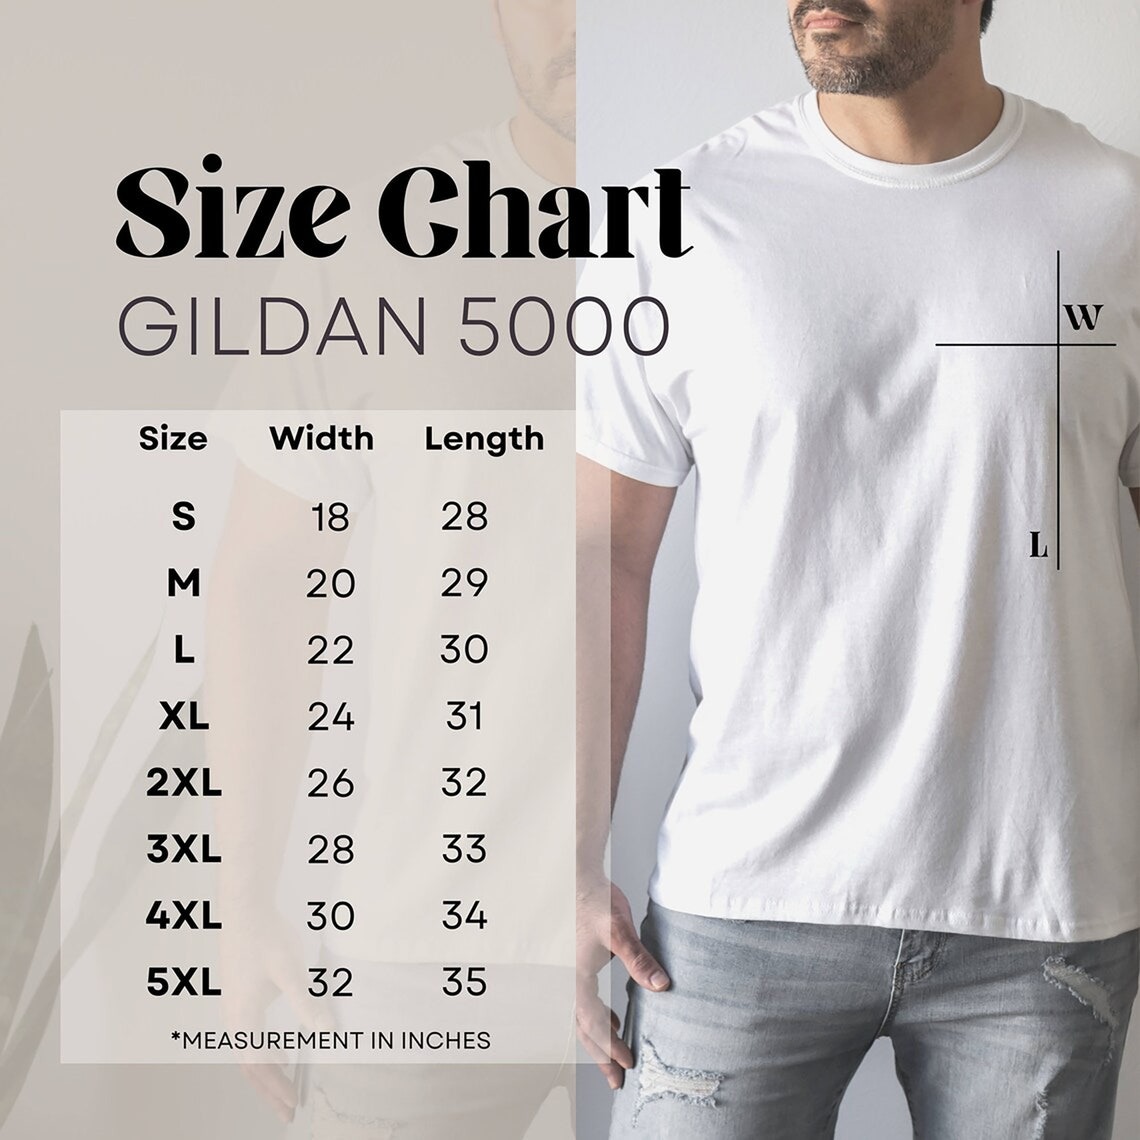 Size Chart
GILDAN 5000
Size Width Length
S 18 28
M 20 29
L 22 30
XL 24 31
2XL 26 32
3XL 28 33
4XL 30 34
5XL 32 35
*MEASUREMENT IN INCHES
W
L